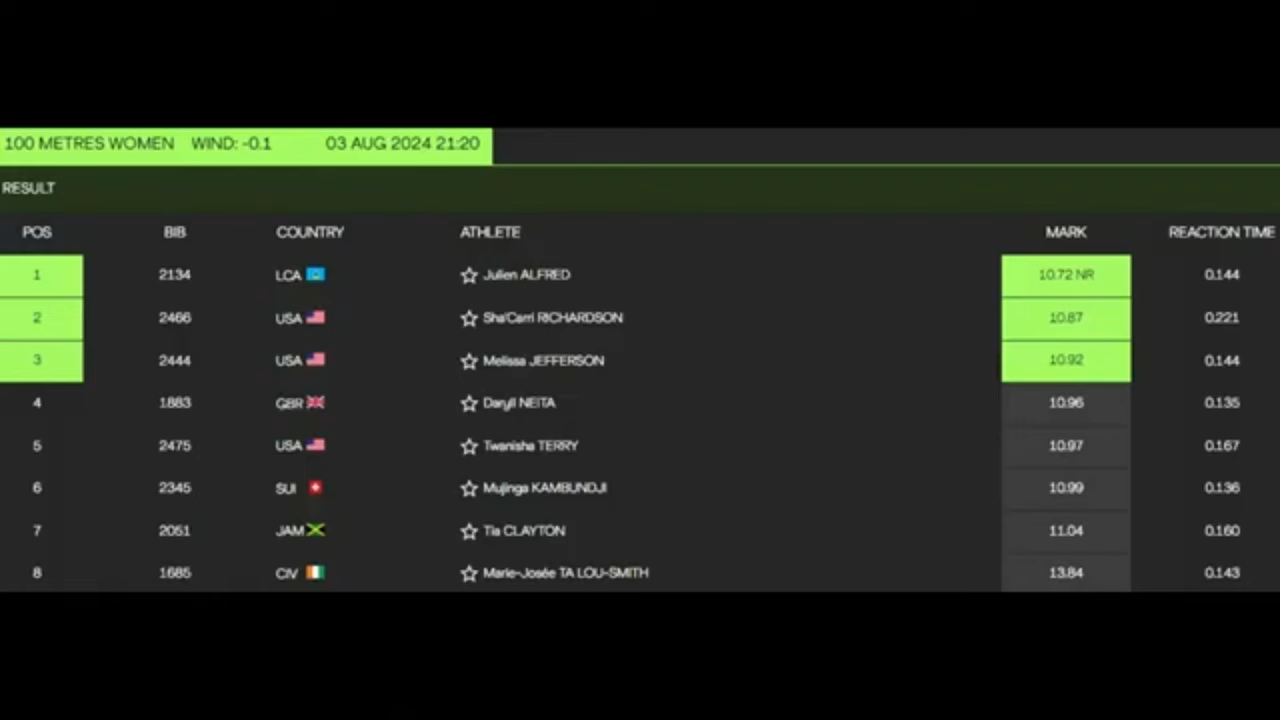 100 METRES WOMEN WIND: -0.1 03 AUG 2024 21:20
RESULT
POS BIB COUNTRY ATHLETE MARK REACTION TIME
1 2134 LCA Julien ALFRED 10.72 NR 0.144
2 2466 USA Sha'Carri RICHARDSON 10.87 0.221
3 2444 USA Melissa JEFFERSON 10.92 0.144
4 1883 GBR Daryll NEITA 10.96 0.135
5 2475 USA Twanisha TERRY 10.97 0.167
6 2345 SUI Mujinga KAMBUNDJI 10.99 0.136
7 2051 JAM Tia CLAYTON 11.04 0.160
8 1685 CIV Marie-Josée TA LOU-SMITH 13.84 0.143